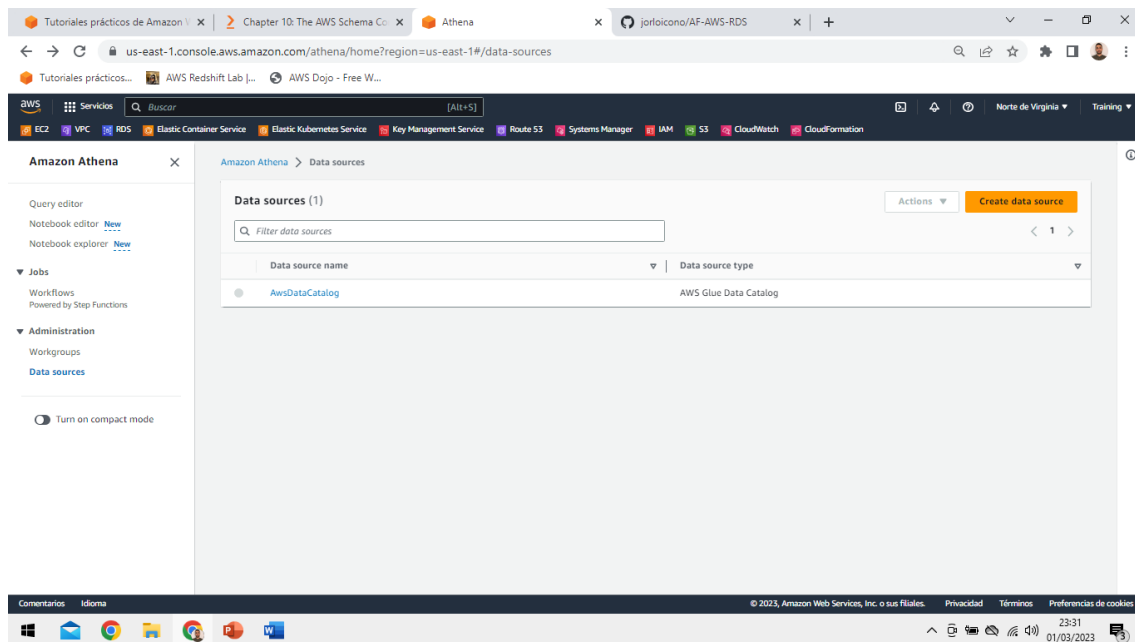 Tutoriales prácticos de Amazon
Chapter 10: The AWS Schema Co
Athena
jorloicono/AF-AWS-RDS
us-east-1.console.aws.amazon.com/athena/home?region=us-east-1#/data-sources
Tutoriales prácticos... AWS Redshift Lab |... AWS Dojo - Free W...
aws Servicios Buscar [Alt+S] Norte de Virginia Training
EC2 VPC RDS Elastic Container Service Elastic Kubernetes Service Key Management Service Route 53 Systems Manager IAM S3 CloudWatch CloudFormation
Amazon Athena
Query editor
Notebook editor New
Notebook explorer New
Jobs
Workflows
Powered by Step Functions
Administration
Workgroups
Data sources
Turn on compact mode
Amazon Athena > Data sources
Data sources (1) Actions Create data source
Filter data sources
< 1 >
Data source name Data source type
AwsDataCatalog AWS Glue Data Catalog
Comentarios Idioma © 2023, Amazon Web Services, Inc. o sus filiales. Privacidad Términos Preferencias de cookies
23:31
01/03/2023
3